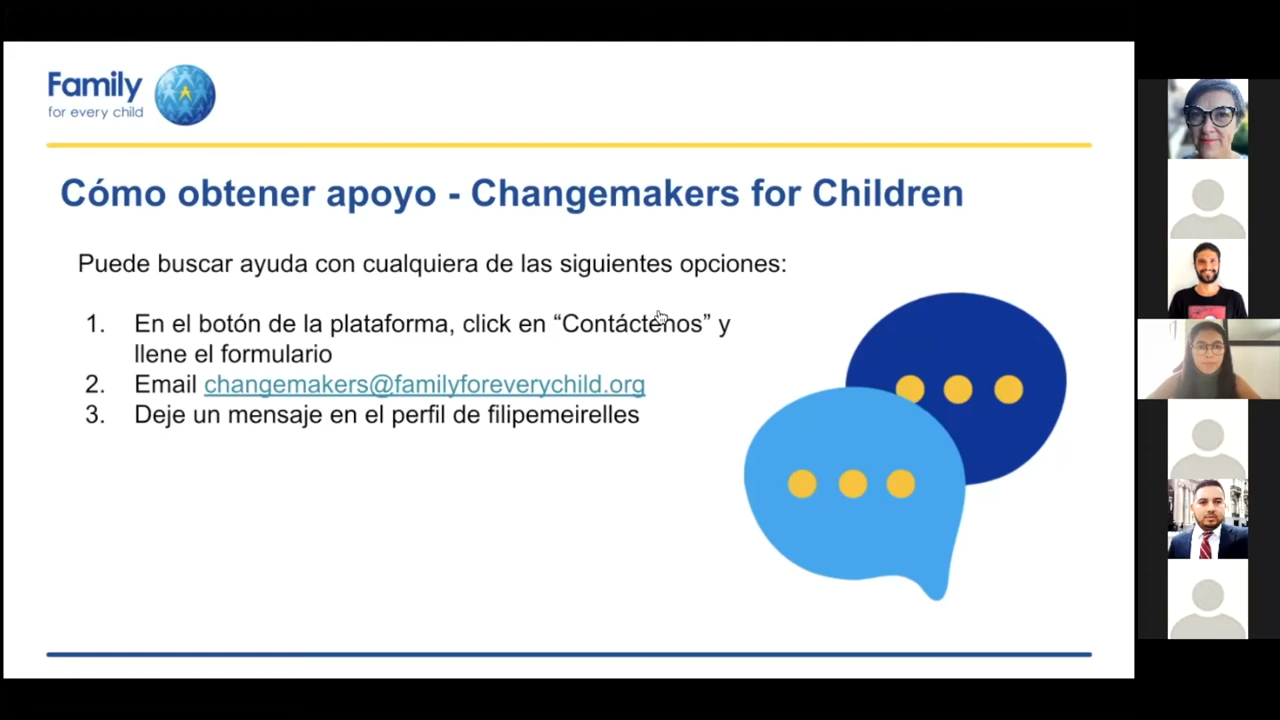 Family
for every child
Cómo obtener apoyo - Changemakers for Children
Puede buscar ayuda con cualquiera de las siguientes opciones:
1. En el botón de la plataforma, click en “Contáctenos” y
llene el formulario
2. Email changemakers@familyforeverychild.org
3. Deje un mensaje en el perfil de filipemeirelles